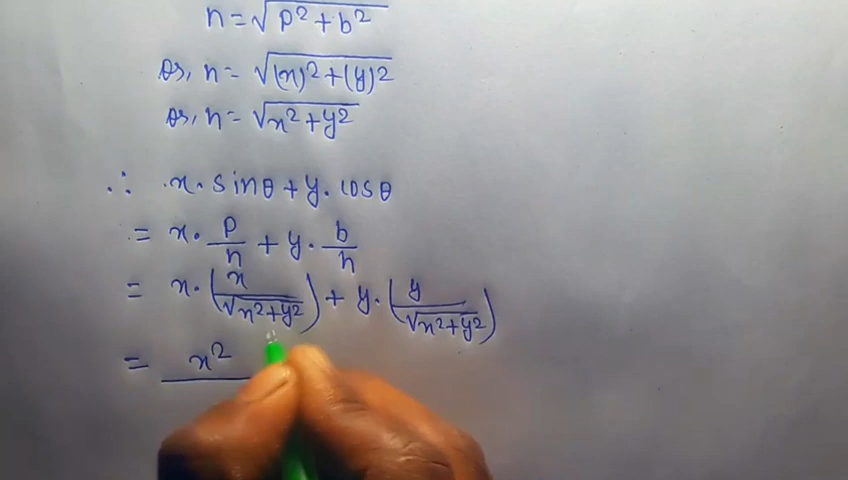 h = √(p² + b²)
or, h = √((x)² + (y)²)
or, h = √(x² + y²)
∴ x · sinθ + y · cosθ
= x · p/h + y · b/h
= x · (x/√(x² + y²)) + y · (y/√(x² + y²))
= x²